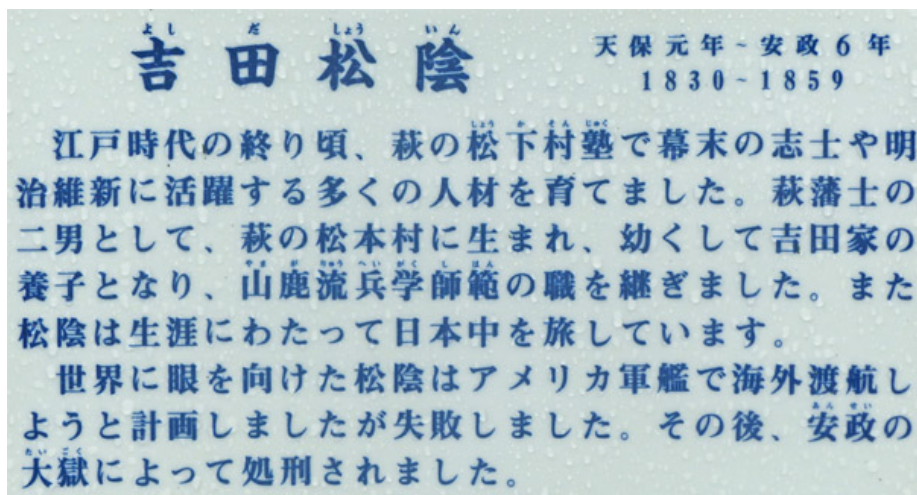 吉田松陰
天保元年~安政6年
1830~1859
江戸時代の終り頃、萩の松下村塾で幕末の志士や明
治維新に活躍する多くの人材を育てました。萩藩士の
二男として、萩の松本村に生まれ、幼くして吉田家の
養子となり、山鹿流兵学師範の職を継ぎました。また
松陰は生涯にわたって日本中を旅しています。
世界に眼を向けた松陰はアメリカ軍艦で海外渡航し
ようと計画しましたが失敗しました。その後、安政の
大獄によって処刑されました。